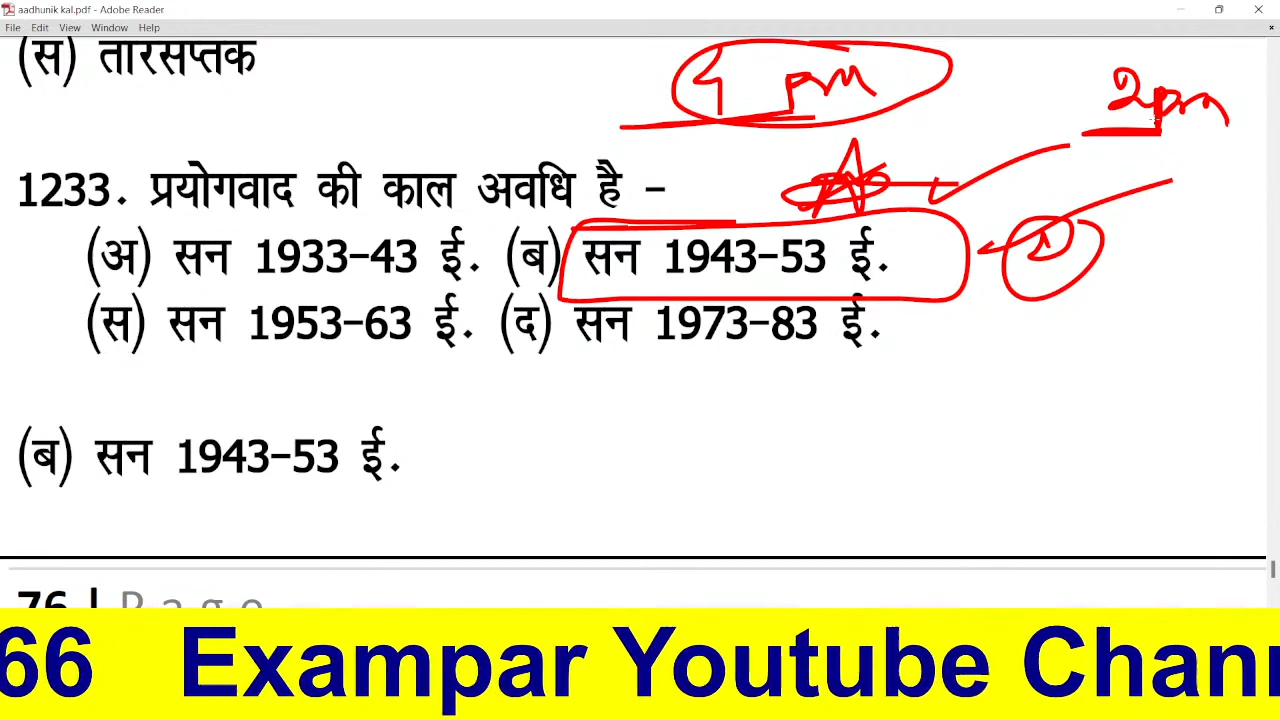 aadhunik kal.pdf - Adobe Reader
File Edit View Window Help
(स) तारसप्तक
4 pm
2pm
1233. प्रयोगवाद की काल अवधि है -
(अ) सन 1933-43 ई. (ब) सन 1943-53 ई.
(स) सन 1953-63 ई. (द) सन 1973-83 ई.
(ब) सन 1943-53 ई.
76 | Page
66 Exampar Youtube Chann